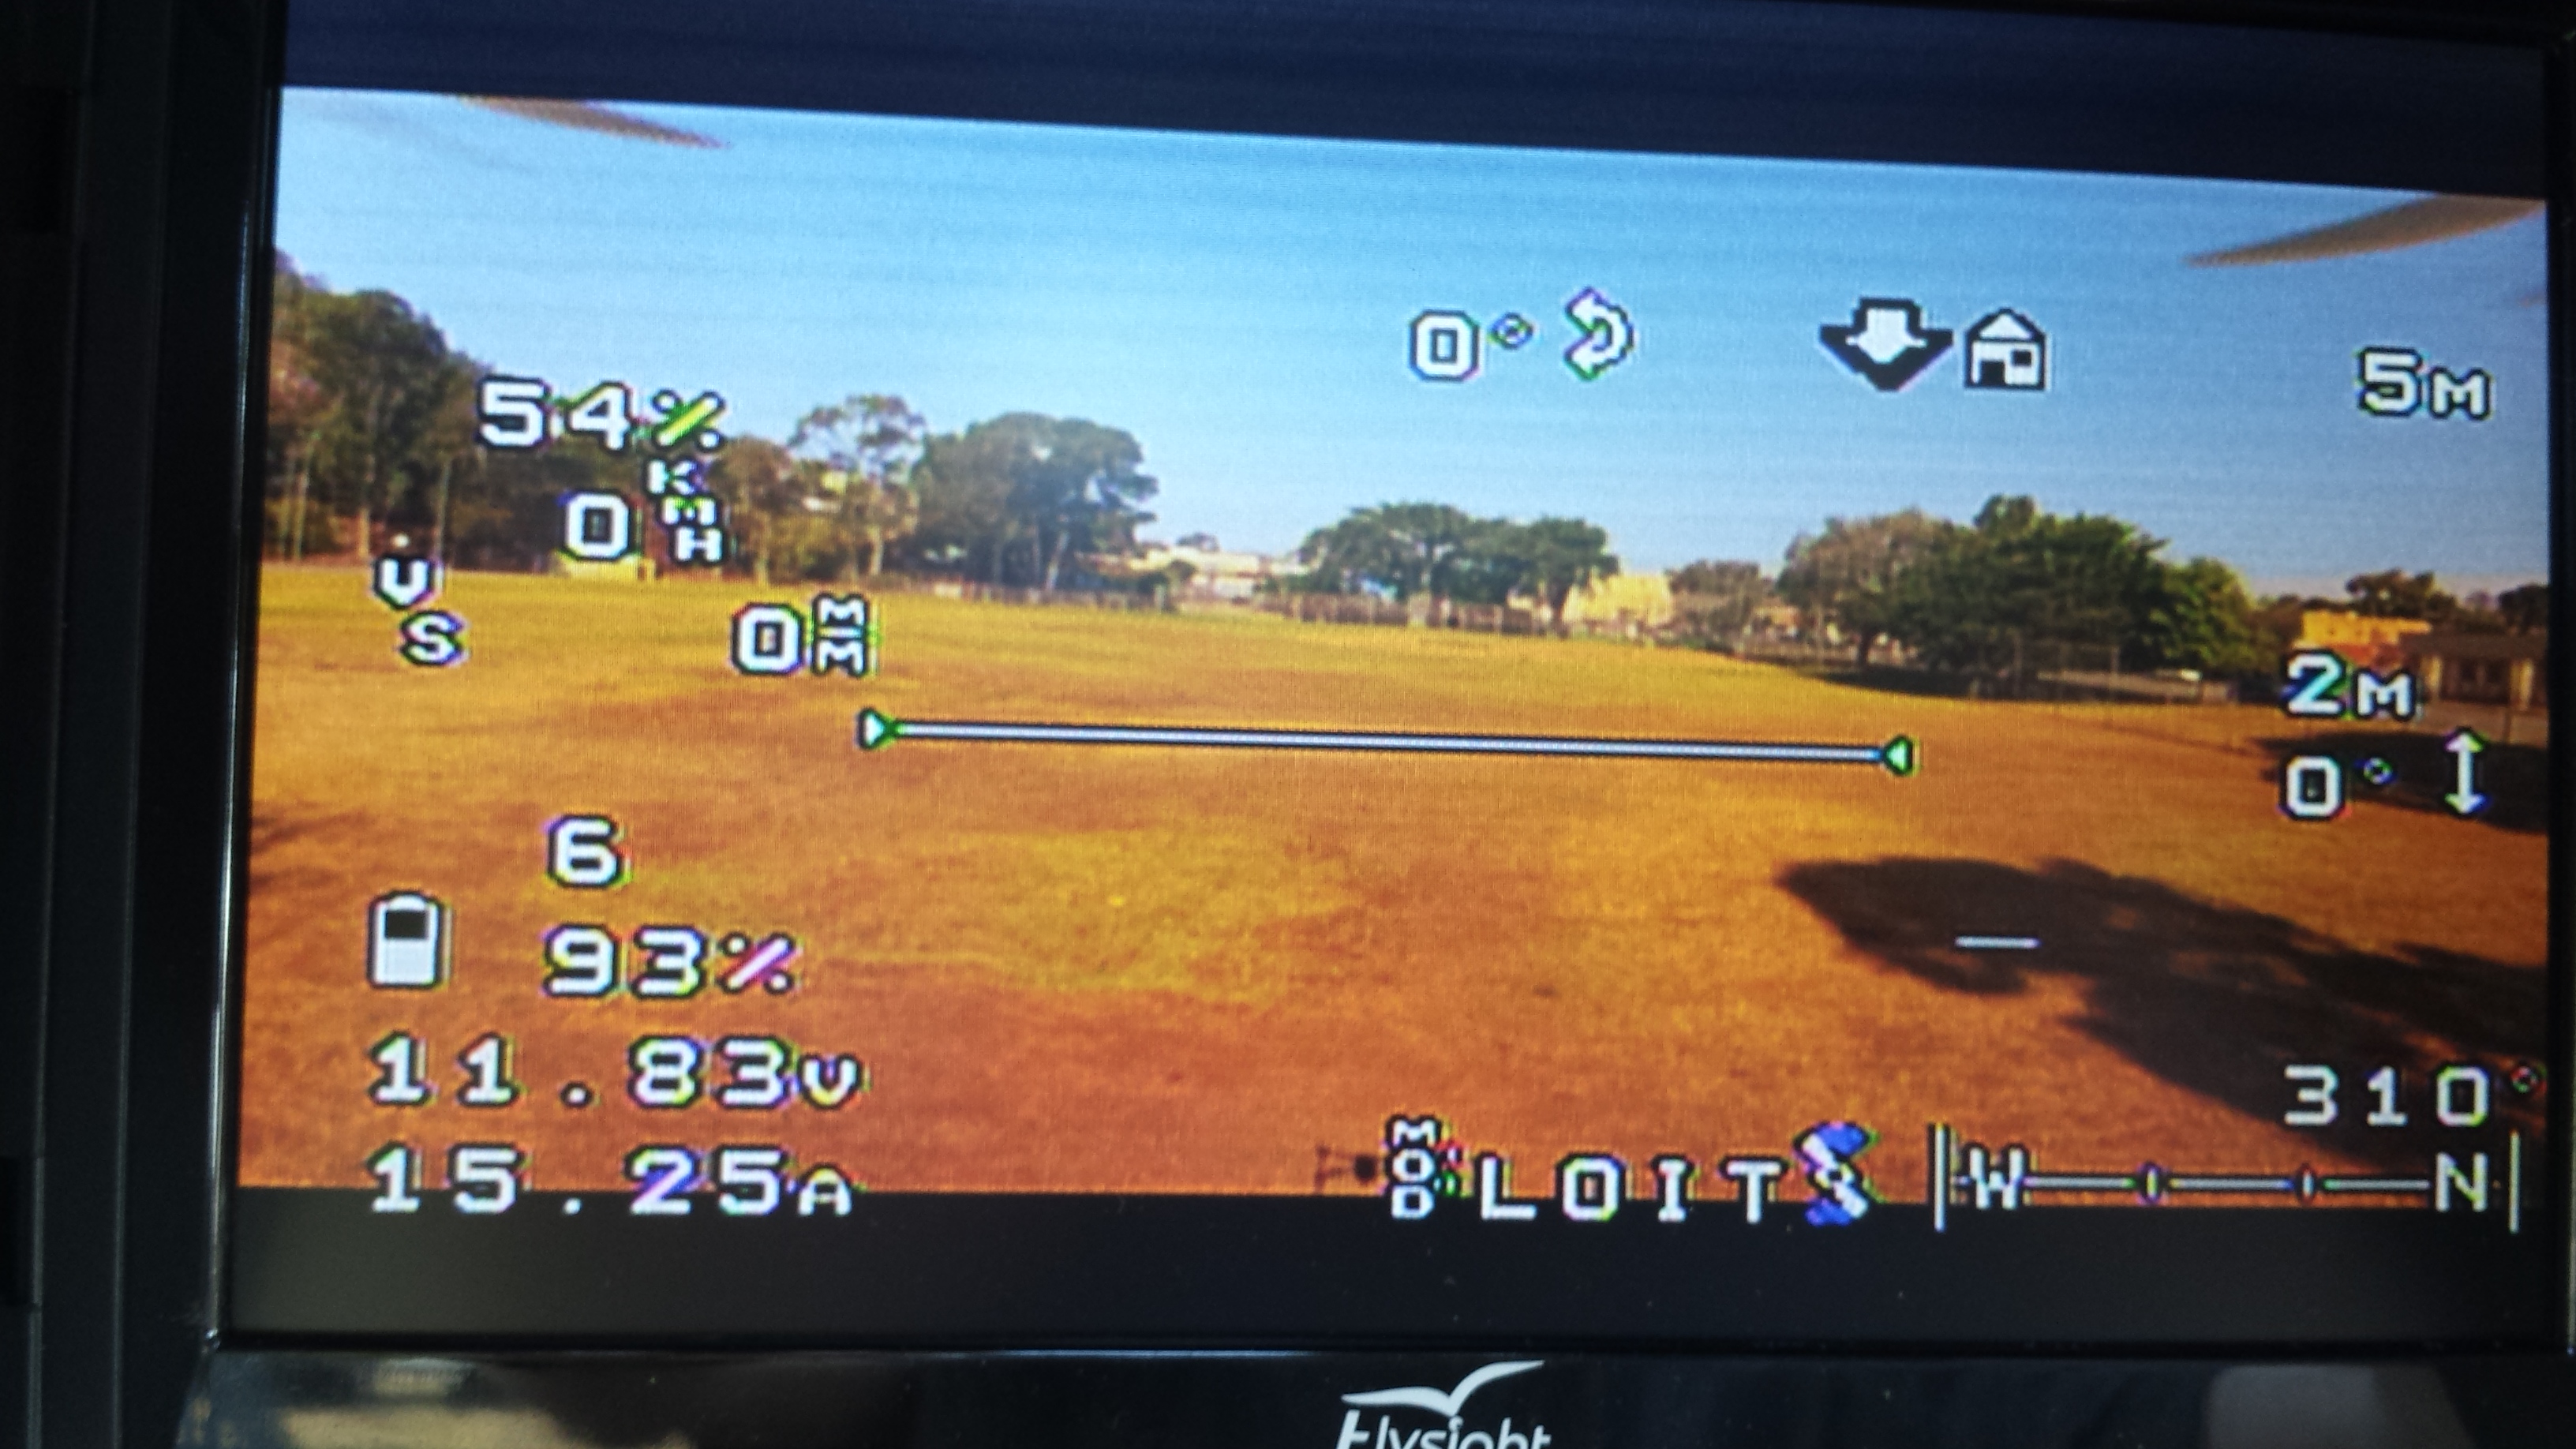 0°
5M
54%
0 KMH
VS 0 M/M
2M
0°
6
93%
11.83V
15.25A
310°
MOD LOIT
W N
Flysight